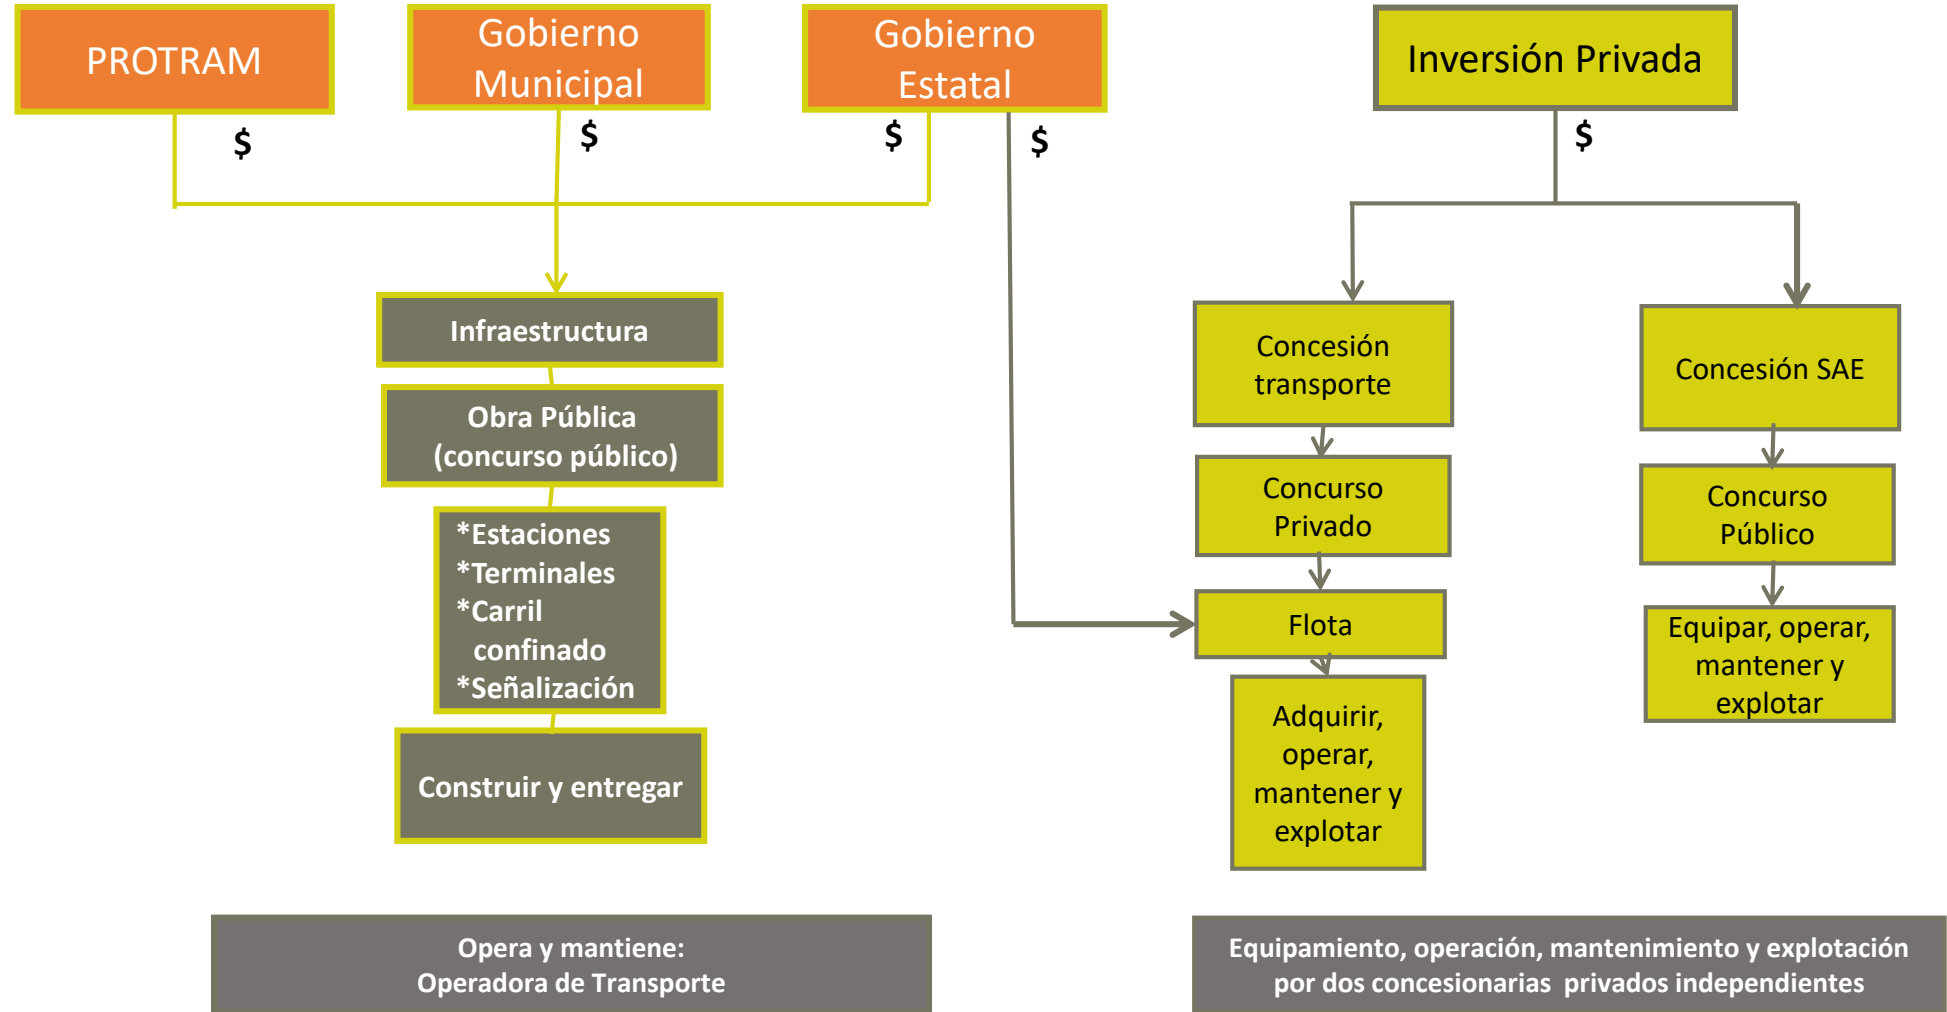 PROTRAM
Gobierno
Municipal
Gobierno
Estatal
Inversión Privada
$
$
$
$
$
Infraestructura
Obra Pública
(concurso público)
*Estaciones
*Terminales
*Carril
confinado
*Señalización
Construir y entregar
Concesión
transporte
Concurso
Privado
Flota
Adquirir,
operar,
mantener y
explotar
Concesión SAE
Concurso
Público
Equipar, operar,
mantener y
explotar
Opera y mantiene:
Operadora de Transporte
Equipamiento, operación, mantenimiento y explotación
por dos concesionarias privados independientes